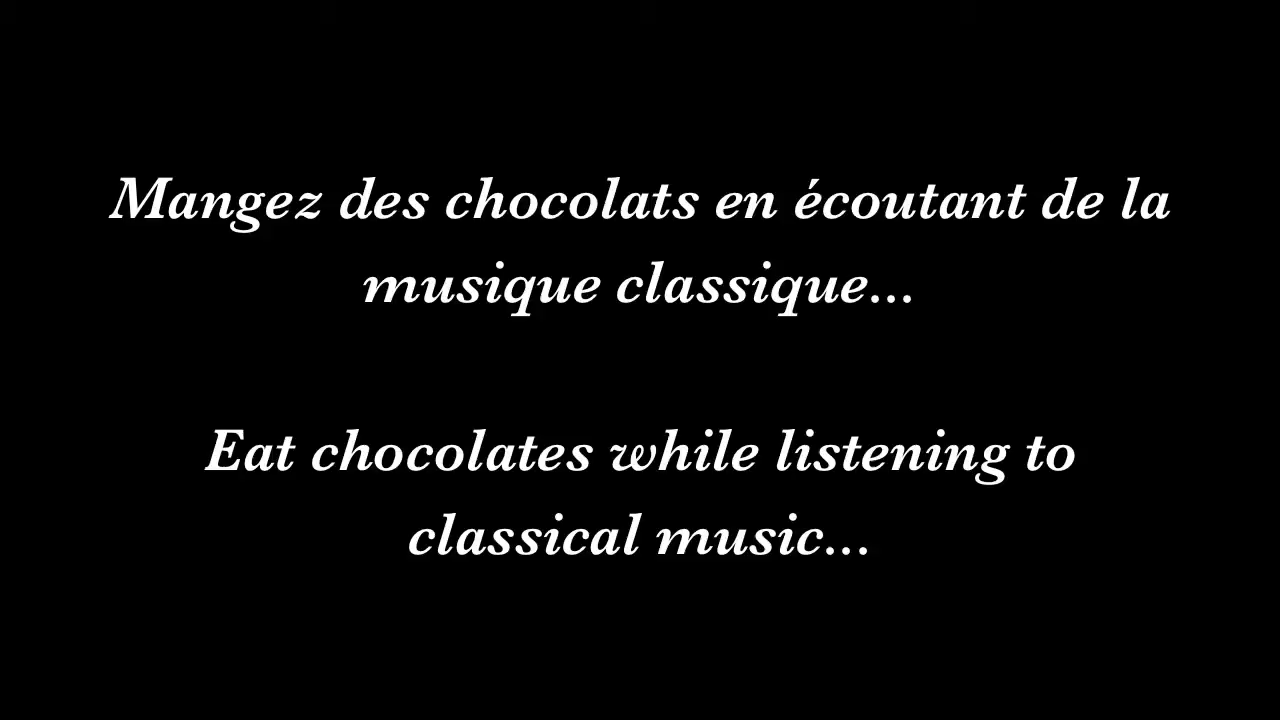 Mangez des chocolats en écoutant de la
musique classique...
Eat chocolates while listening to
classical music...